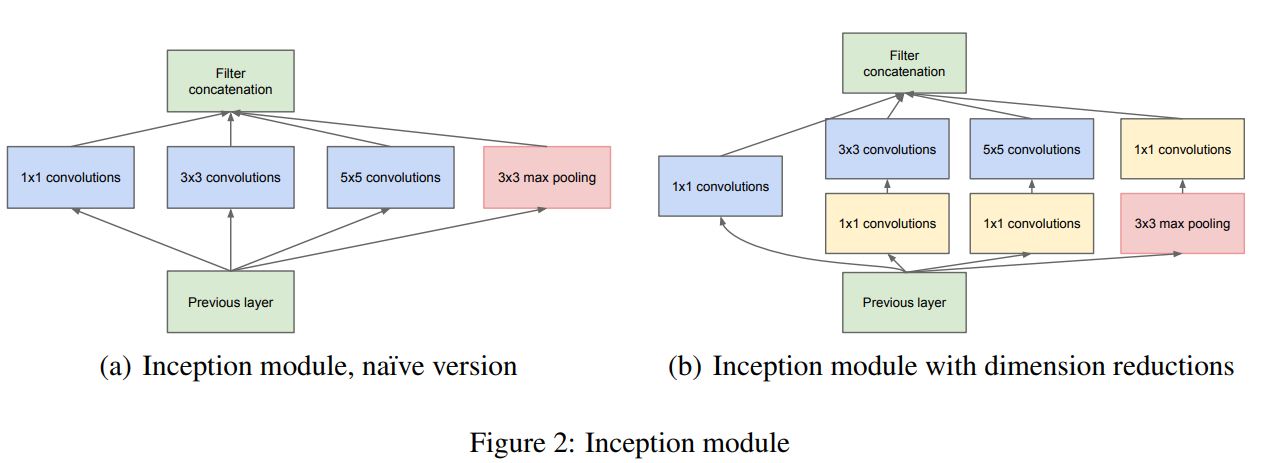 Filter
concatenation
1x1 convolutions
3x3 convolutions
5x5 convolutions
3x3 max pooling
Previous layer
(a) Inception module, naïve version
Filter
concatenation
3x3 convolutions
5x5 convolutions
1x1 convolutions
1x1 convolutions
1x1 convolutions
1x1 convolutions
3x3 max pooling
Previous layer
(b) Inception module with dimension reductions
Figure 2: Inception module